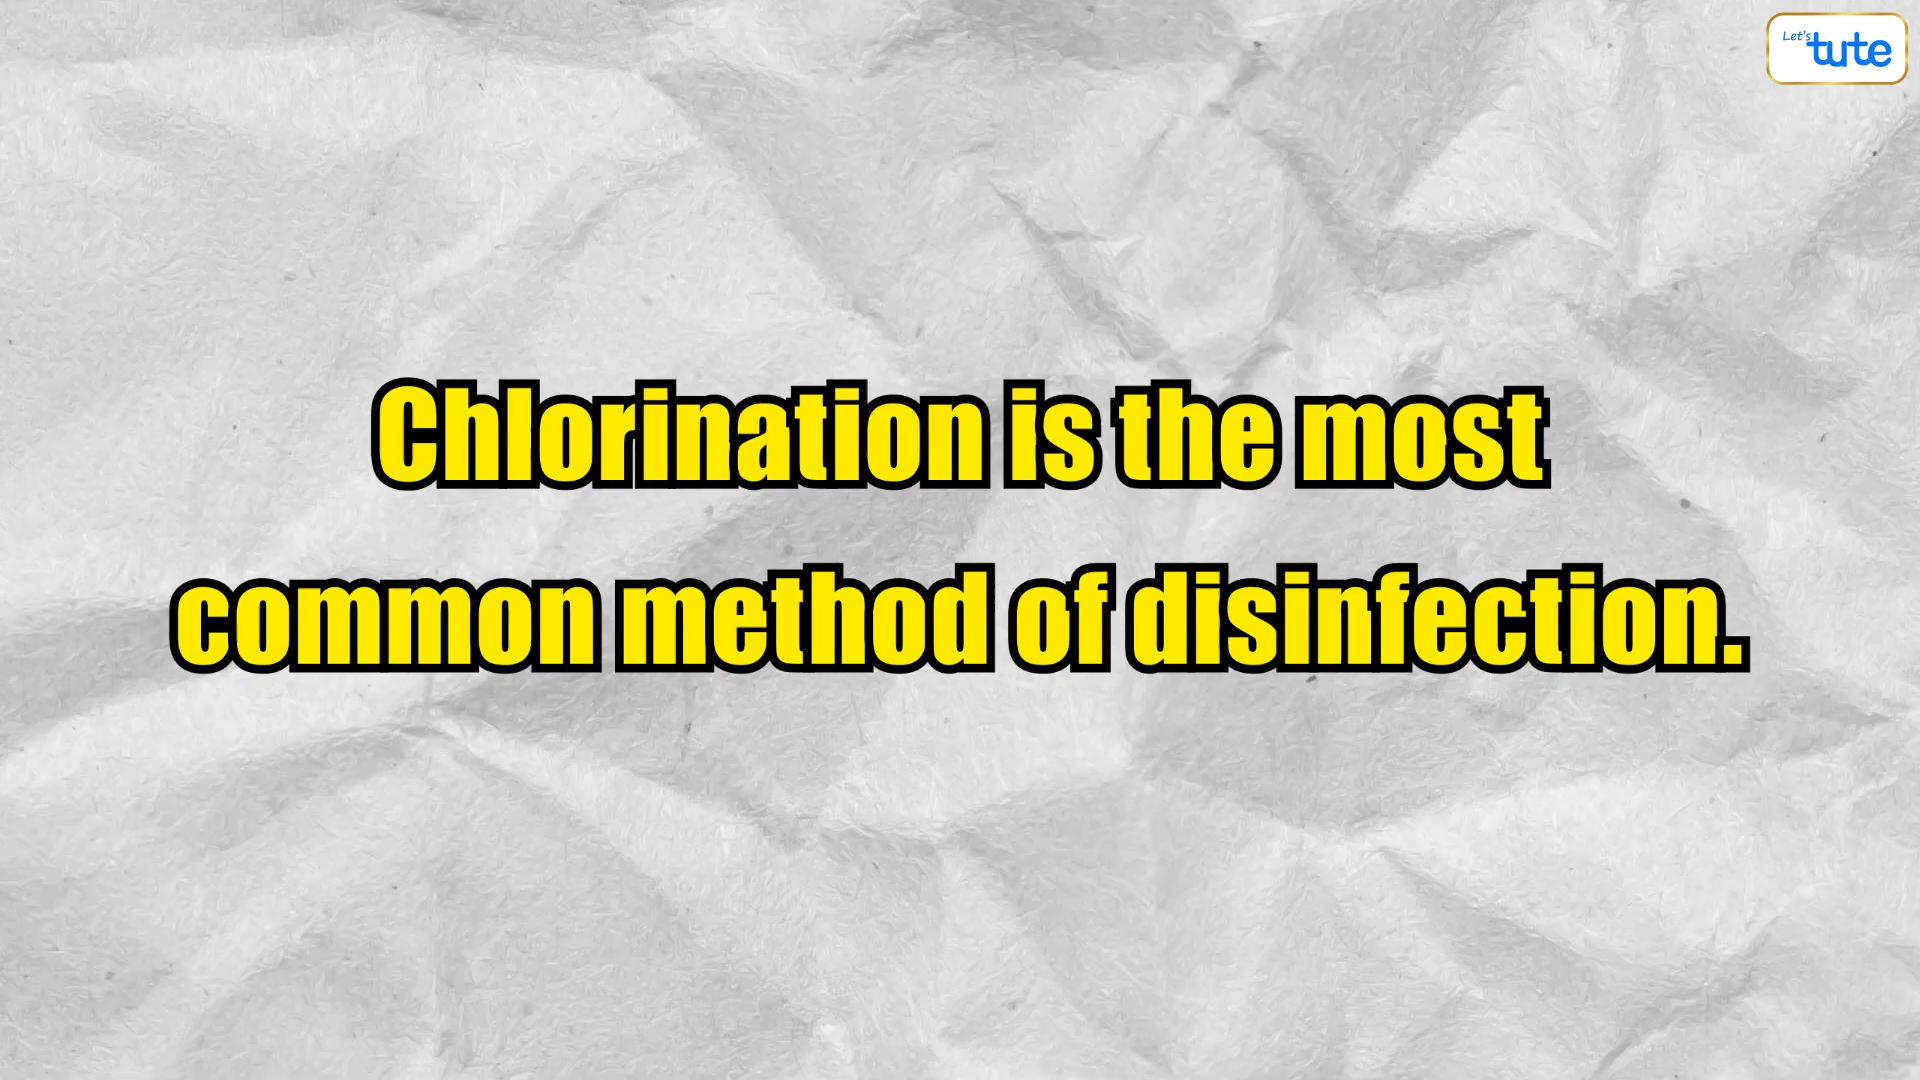 Let's
tute
Chlorination is the most
common method of disinfection.